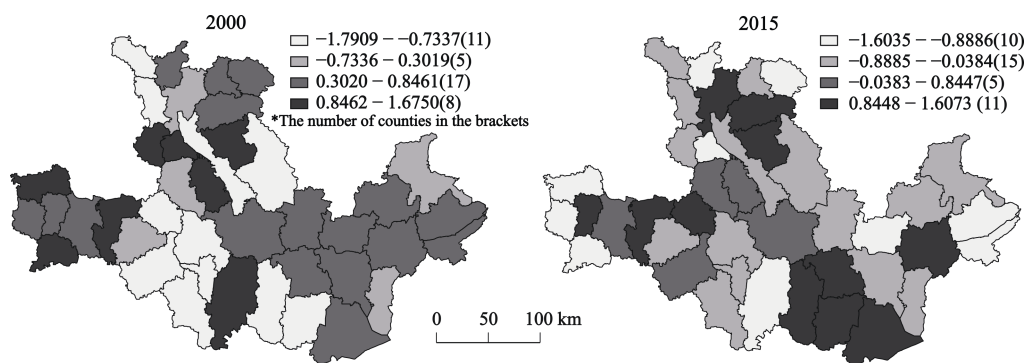 2000
−1.7909 − −0.7337(11)
−0.7336 − 0.3019(5)
0.3020 − 0.8461(17)
0.8462 − 1.6750(8)
*The number of counties in the brackets
2015
−1.6035 − −0.8886(10)
−0.8885 − −0.0384(15)
-0.0383 − 0.8447(5)
0.8448 − 1.6073 (11)
0 50 100 km